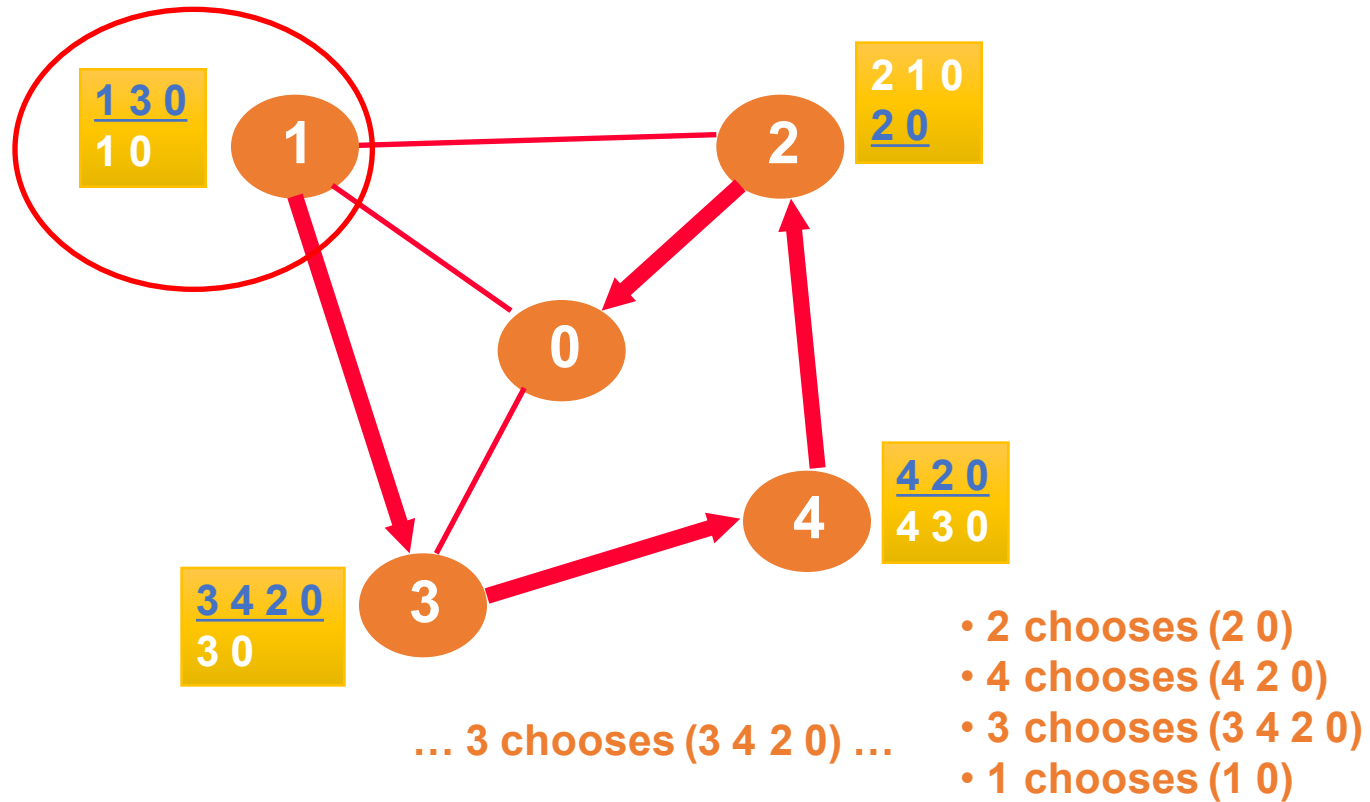 1 3 0
1 0
1
2
2 1 0
2 0
0
4
4 2 0
4 3 0
3 4 2 0
3 0
3
• 2 chooses (2 0)
• 4 chooses (4 2 0)
• 3 chooses (3 4 2 0)
• 1 chooses (1 0)
... 3 chooses (3 4 2 0) ...